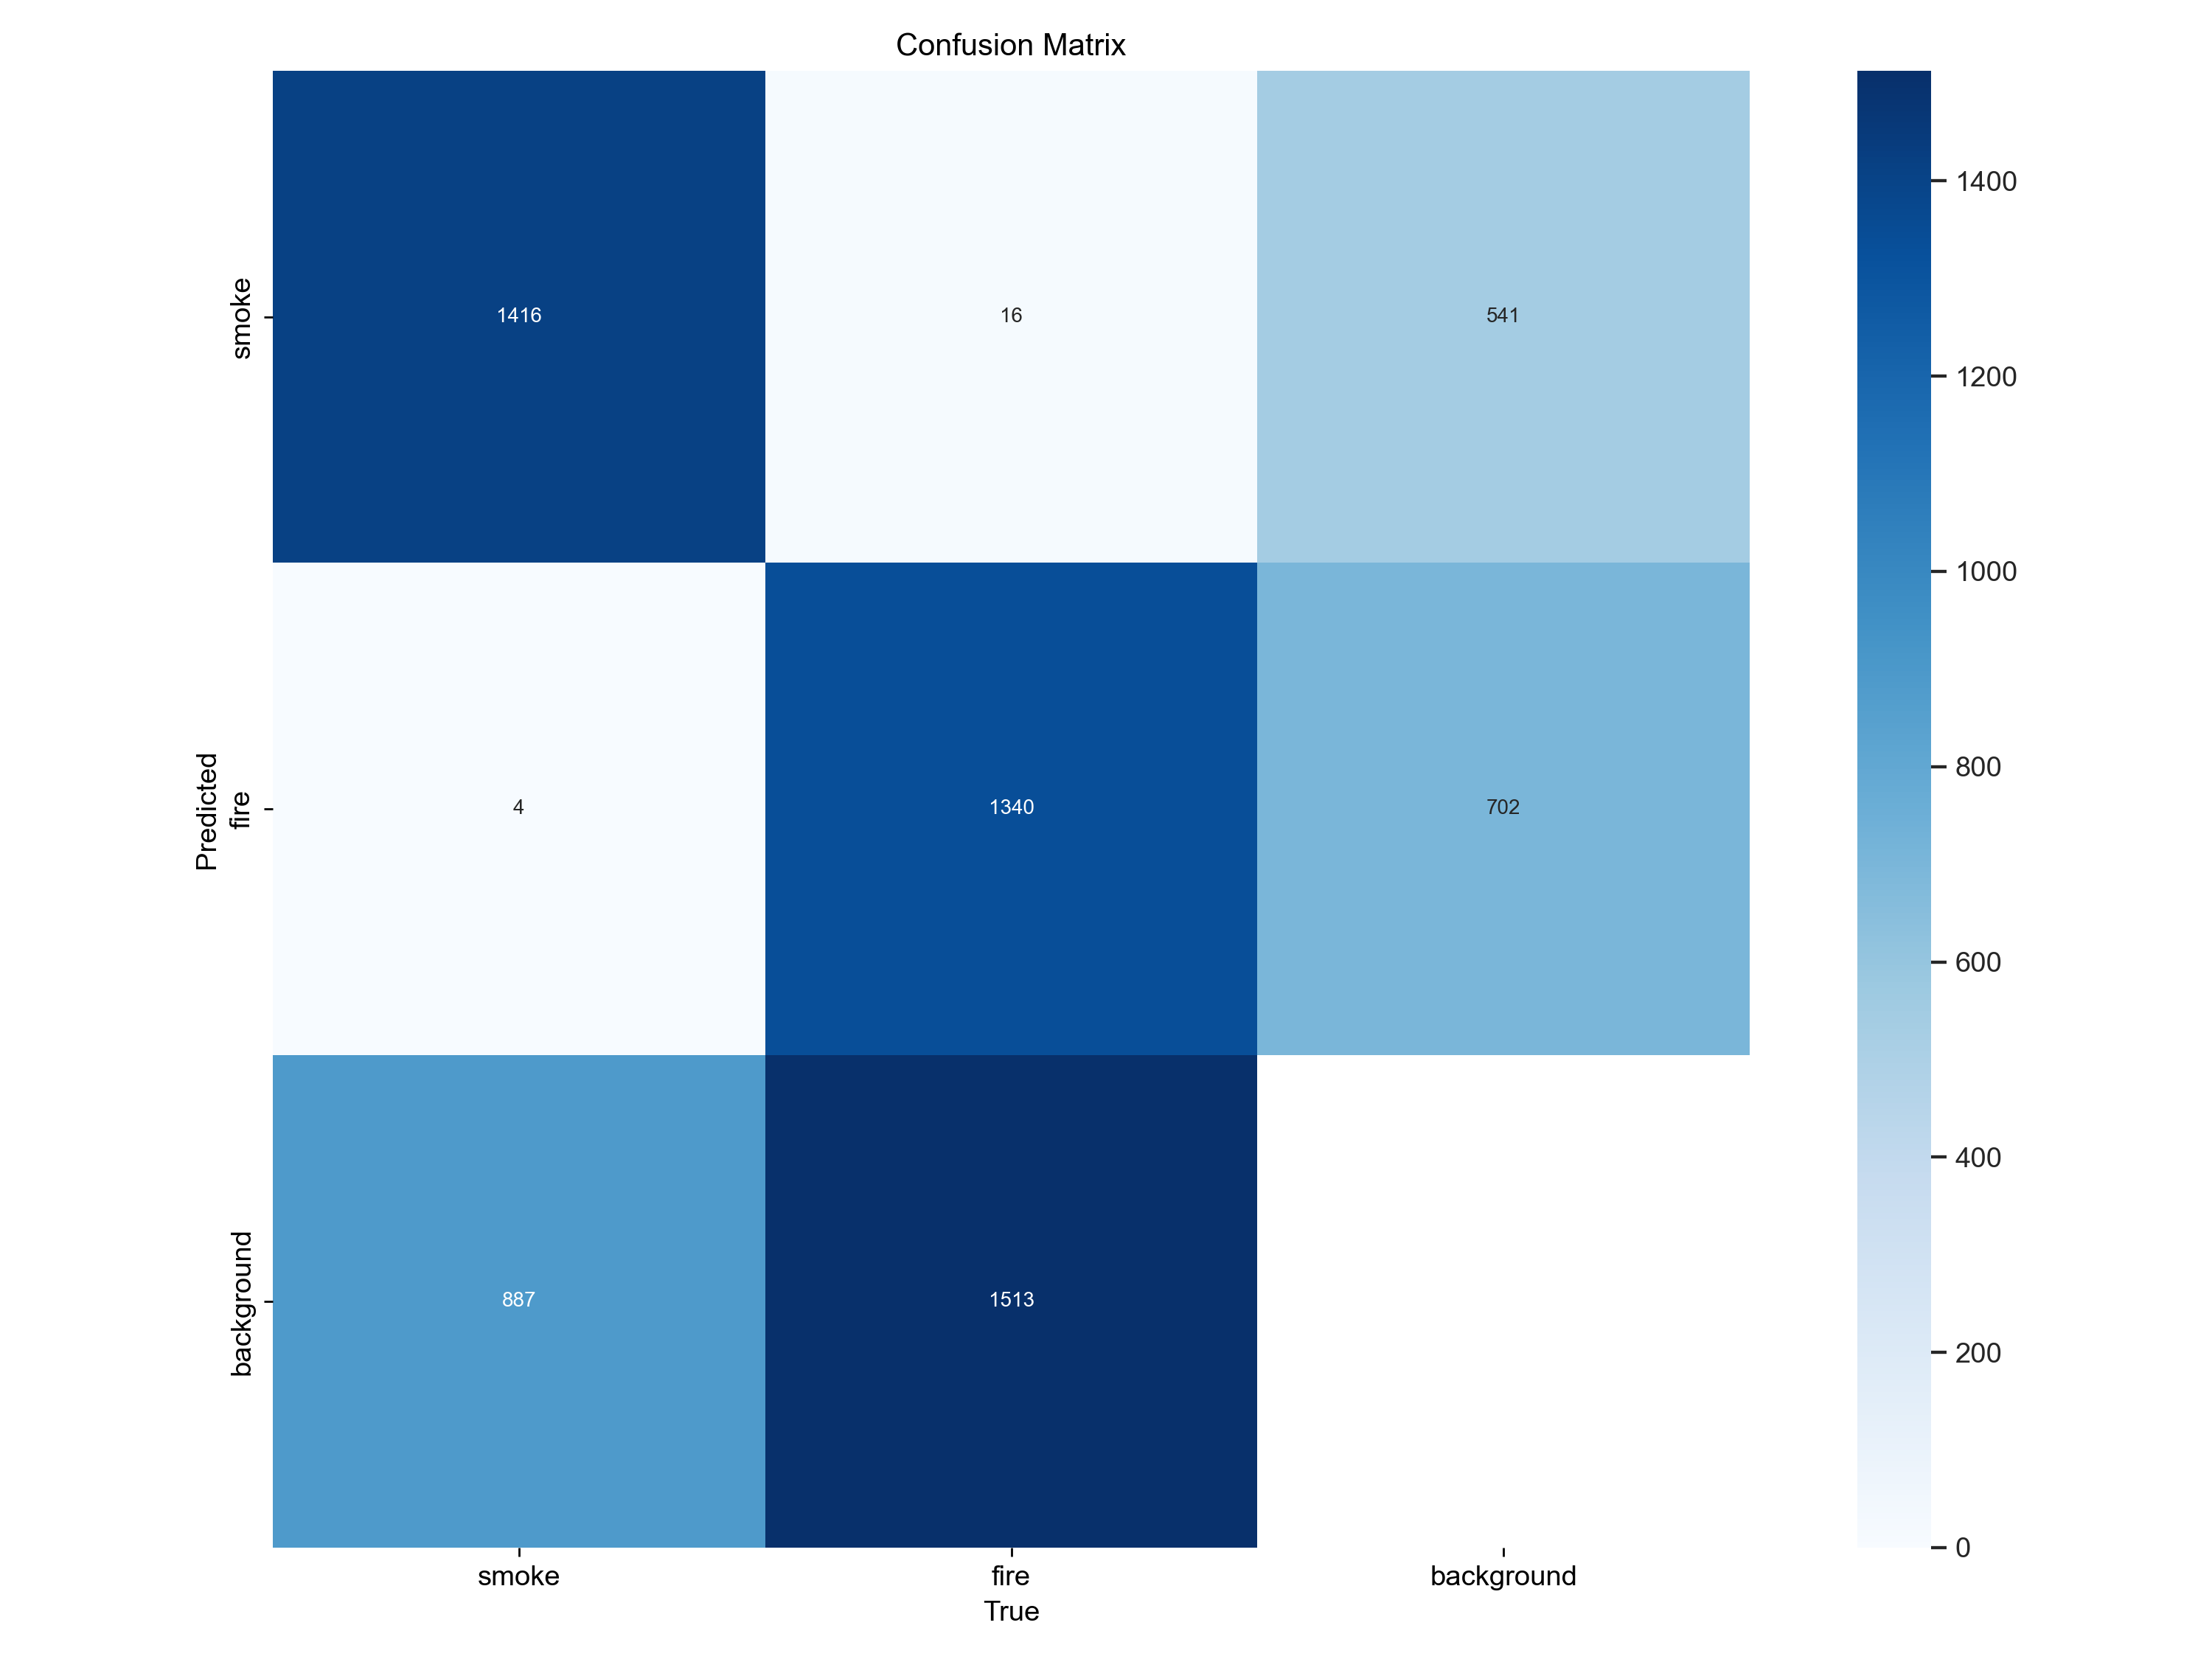 Confusion Matrix
smoke
1416
16
541
Predicted
fire
4
1340
702
background
887
1513
smoke
fire
background
True
1400
1200
1000
800
600
400
200
0